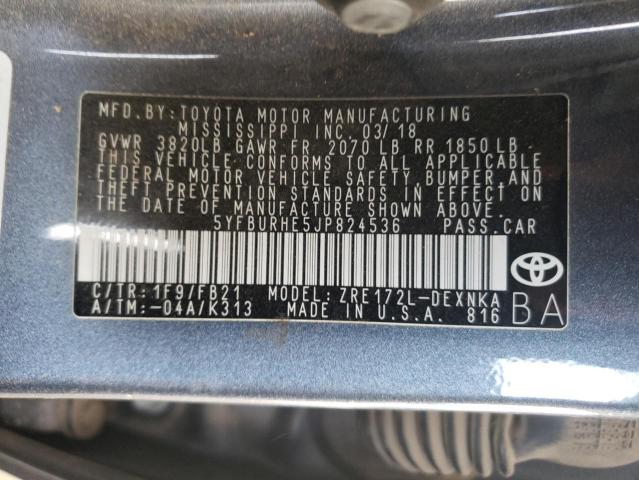 MFD.BY: TOYOTA MOTOR MANUFACTURING
MISSISSIPPI INC. 03/18
GVWR 3820LB GAWR FR 2070 LB RR 1850 LB
THIS VEHICLE CONFORMS TO ALL APPLICABLE
FEDERAL MOTOR VEHICLE SAFETY, BUMPER, AND
THEFT PREVENTION STANDARDS IN EFFECT ON
THE DATE OF MANUFACTURE SHOWN ABOVE.
5YFBURHE5JP824536 PASS.CAR
C/TR: 1F9/FB21 MODEL: ZRE172L-DEXNKA
A/TM:-04A/K313 MADE IN U.S.A. 816
BA